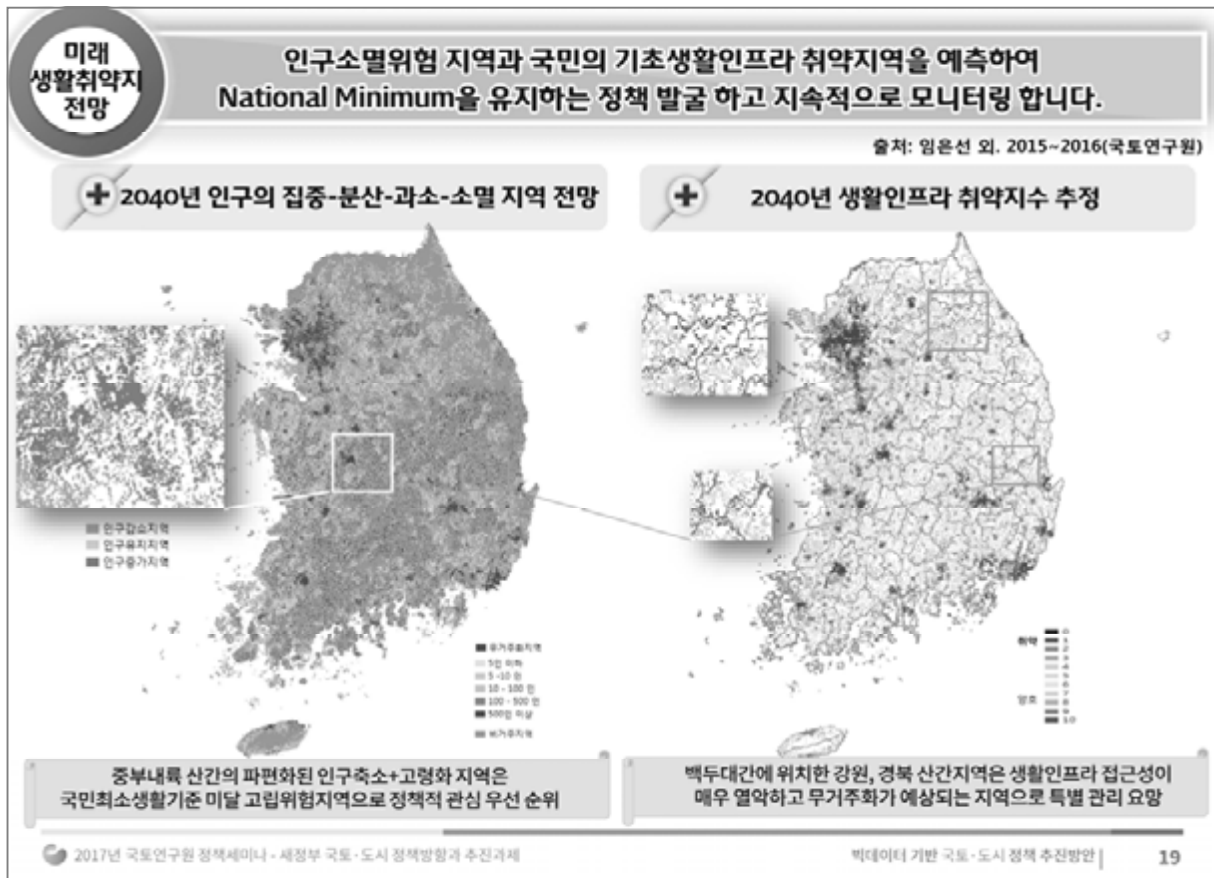 미래
생활취약지
전망
인구소멸위험 지역과 국민의 기초생활인프라 취약지역을 예측하여
National Minimum을 유지하는 정책 발굴 하고 지속적으로 모니터링 합니다.
출처: 임은선 외. 2015~2016(국토연구원)
2040년 인구의 집중-분산-과소-소멸 지역 전망
인구감소지역
인구유지지역
인구증가지역
무거주화지역
5인 이하
5 -10 인
10 - 100 인
100 - 500 인
500인 이상
비거주지역
중부내륙 산간의 파편화된 인구축소+고령화 지역은
국민최소생활기준 미달 고립위험지역으로 정책적 관심 우선 순위
2040년 생활인프라 취약지수 추정
취약
양호
0
1
2
3
4
5
6
7
8
9
10
백두대간에 위치한 강원, 경북 산간지역은 생활인프라 접근성이
매우 열악하고 무거주화가 예상되는 지역으로 특별 관리 요망
2017년 국토연구원 정책세미나 - 새정부 국토·도시 정책방향과 추진과제
빅데이터 기반 국토·도시 정책 추진방안 | 19